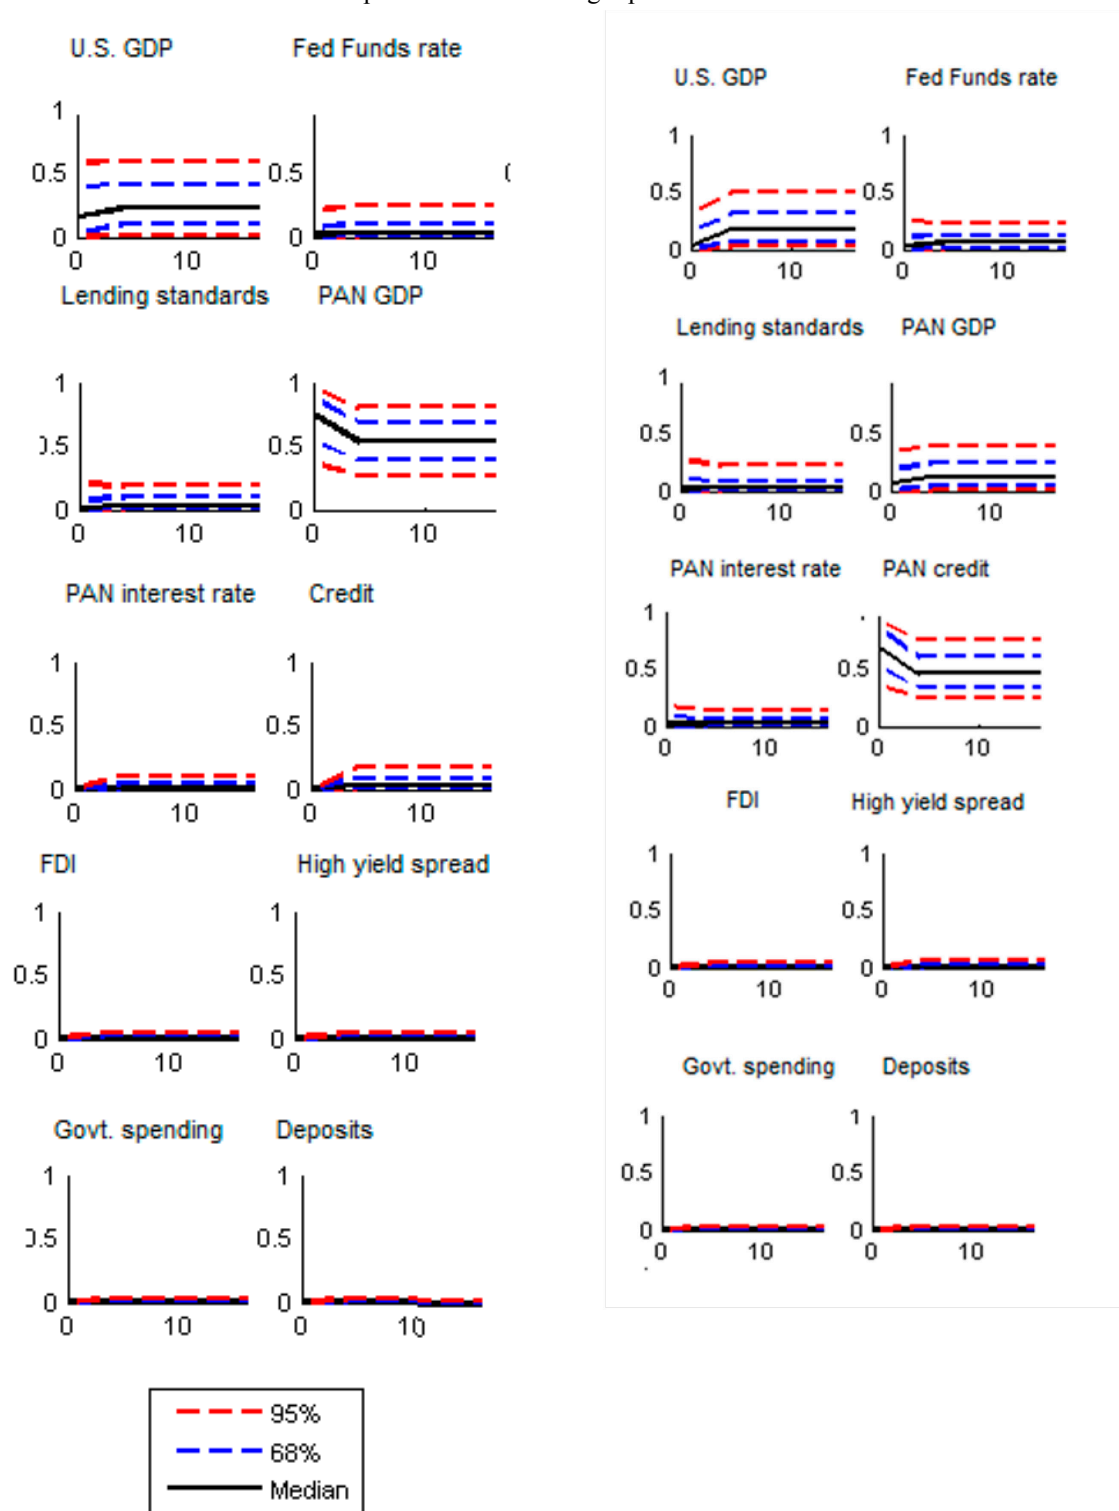 U.S. GDP Fed Funds rate
1
0.5 0.5
0 0
0 10 0 10
Lending standards PAN GDP
1 1
0.5
0 0
0 10 0 10
PAN interest rate Credit
1 1
0.5 0.5
0 0
0 10 0 10
FDI High yield spread
1 1
0.5 0.5
0 0
0 10 0 10
Govt. spending Deposits
1 1
0.5
0 0
0 10 0 10
95%
68%
Median
U.S. GDP Fed Funds rate
1 1
0.5 0.5
0 0
0 10 0 10
Lending standards PAN GDP
1
0.5 0.5
0 0
0 10 0 10
PAN interest rate PAN credit
1
0.5 0.5
0 0
0 10 0 10
FDI High yield spread
1 1
0.5 0.5
0 0
0 10 0 10
Govt. spending Deposits
1 1
0.5 0.5
0 0
0 10 0 10